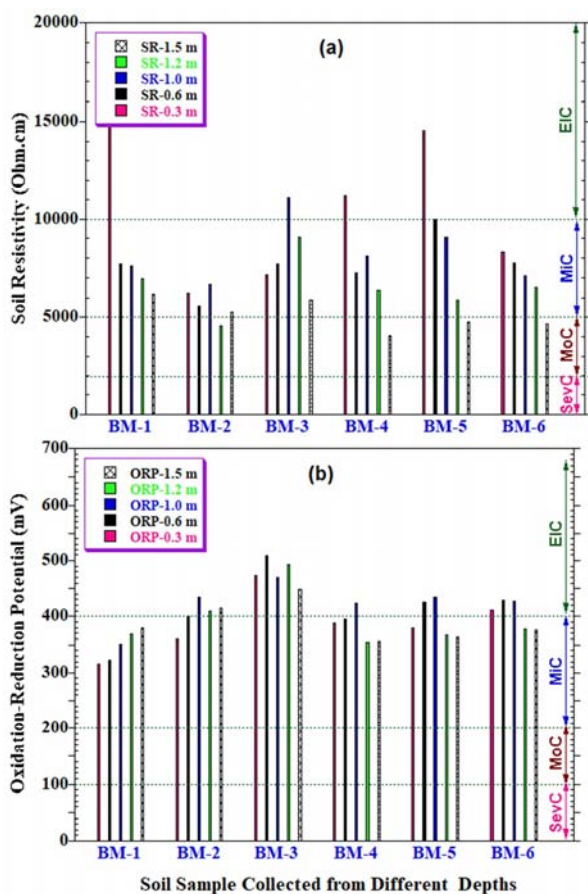 20000
(a)
SR-1.5 m
SR-1.2 m
SR-1.0 m
SR-0.6 m
SR-0.3 m
15000
10000
5000
0
Soil Resistivity (Ohm.cm)
EIC
MiC
MoC
SevC
BM-1 BM-2 BM-3 BM-4 BM-5 BM-6
700
(b)
ORP-1.5 m
ORP-1.2 m
ORP-1.0 m
ORP-0.6 m
ORP-0.3 m
600
500
400
300
200
100
0
Oxidation-Reduction Potential (mV)
EIC
MiC
MoC
SevC
BM-1 BM-2 BM-3 BM-4 BM-5 BM-6
Soil Sample Collected from Different Depths